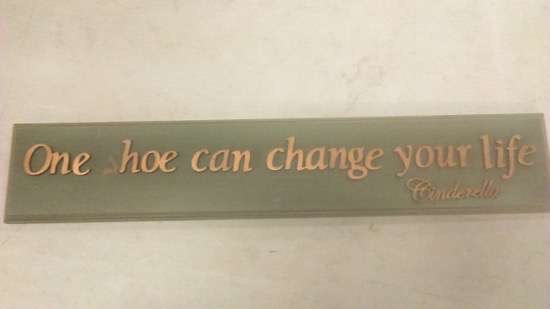 One hoe can change your life
Cinderella